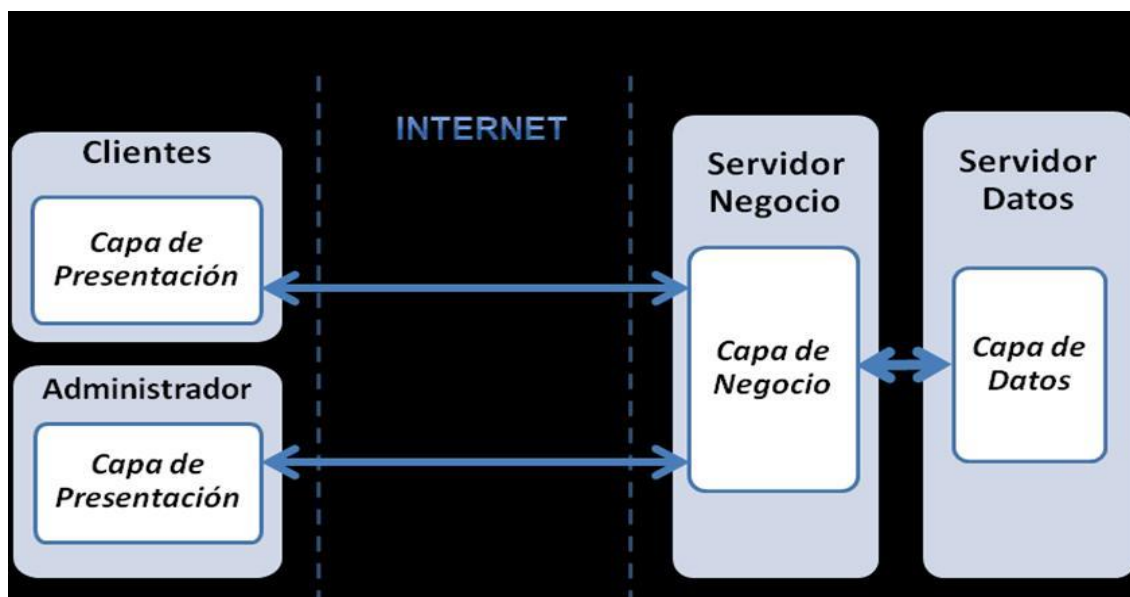 INTERNET
Clientes
Capa de
Presentación
Administrador
Capa de
Presentación
Servidor
Negocio
Capa de
Negocio
Servidor
Datos
Capa de
Datos